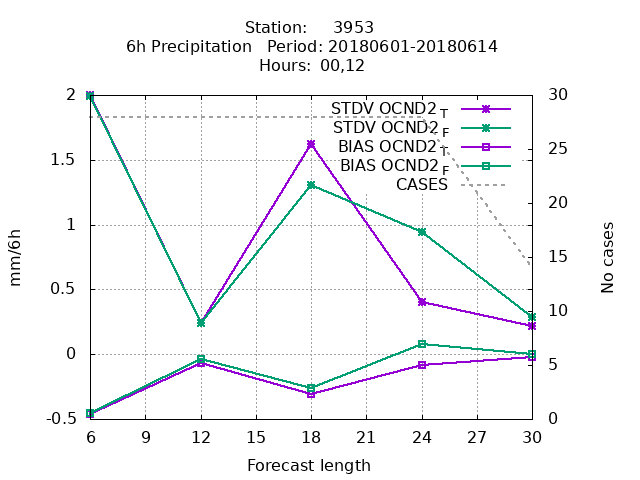 Station: 3953
6h Precipitation Period: 20180601-20180614
Hours: 00,12
2
1.5
1
0.5
0
-0.5
mm/6h
STDV OCND2_T
STDV OCND2_F
BIAS OCND2_T
BIAS OCND2_F
CASES
30
25
20
15
10
5
0
No cases
6 9 12 15 18 21 24 27 30
Forecast length